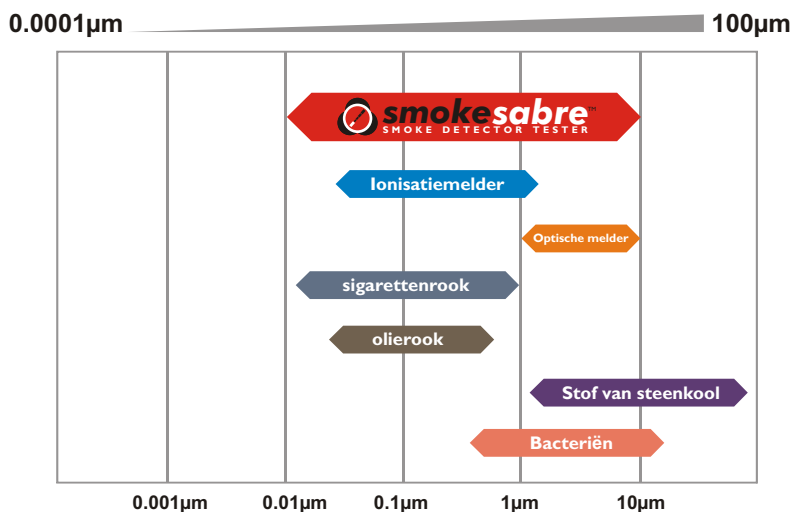 0.0001µm
100µm
smokesabre™
SMOKE DETECTOR TESTER
Ionisatiemelder
Optische melder
sigarettenrook
olierook
Stof van steenkool
Bacteriën
0.001µm 0.01µm 0.1µm 1µm 10µm